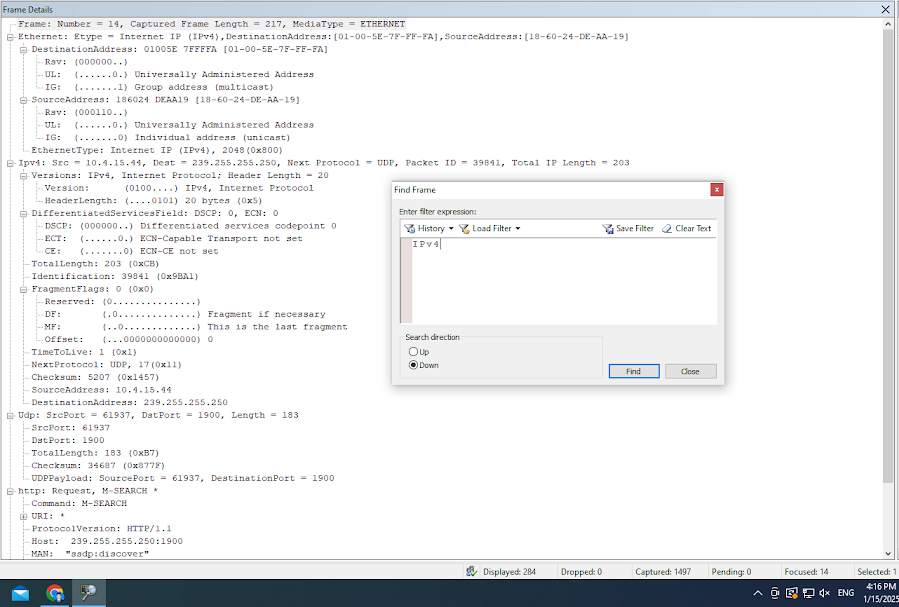 Frame Details
Frame: Number = 14, Captured Frame Length = 217, MediaType = ETHERNET
Ethernet: Etype = Internet IP (IPv4),DestinationAddress:[01-00-5E-7F-FF-FA],SourceAddress:[18-60-24-DE-AA-19]
DestinationAddress: 01005E 7FFFFA [01-00-5E-7F-FF-FA]
Rsv: (000000..)
UL: (......0.) Universally Administered Address
IG: (.......1) Group address (multicast)
SourceAddress: 186024 DEAA19 [18-60-24-DE-AA-19]
Rsv: (000110..)
UL: (......0.) Universally Administered Address
IG: (.......0) Individual address (unicast)
EthernetType: Internet IP (IPv4), 2048(0x800)
Ipv4: Src = 10.4.15.44, Dest = 239.255.255.250, Next Protocol = UDP, Packet ID = 39841, Total IP Length = 203
Versions: IPv4, Internet Protocol; Header Length = 20
Version: (0100....) IPv4, Internet Protocol
HeaderLength: (....0101) 20 bytes (0x5)
DifferentiatedServicesField: DSCP: 0, ECN: 0
DSCP: (000000..) Differentiated services codepoint 0
ECT: (......0.) ECN-Capable Transport not set
CE: (.......0) ECN-CE not set
TotalLength: 203 (0xCB)
Identification: 39841 (0x9BA1)
FragmentFlags: 0 (0x0)
Reserved: (0...............)
DF: (.0..............) Fragment if necessary
MF: (..0.............) This is the last fragment
Offset: (...0000000000000) 0
TimeToLive: 1 (0x1)
NextProtocol: UDP, 17(0x11)
Checksum: 5207 (0x1457)
SourceAddress: 10.4.15.44
DestinationAddress: 239.255.255.250
Udp: SrcPort = 61937, DstPort = 1900, Length = 183
SrcPort: 61937
DstPort: 1900
TotalLength: 183 (0xB7)
Checksum: 34687 (0x877F)
UDPPayload: SourcePort = 61937, DestinationPort = 1900
http: Request, M-SEARCH *
Command: M-SEARCH
URI: *
ProtocolVersion: HTTP/1.1
Host: 239.255.255.250:1900
MAN: "ssdp:discover"
Find Frame
Enter filter expression:
History Load Filter Save Filter Clear Text
IPv4
Search direction
Up
Down
Find Close
Displayed: 284 Dropped: 0 Captured: 1497 Pending: 0 Focused: 14 Selected: 1
ENG
4:16 PM
1/15/2025